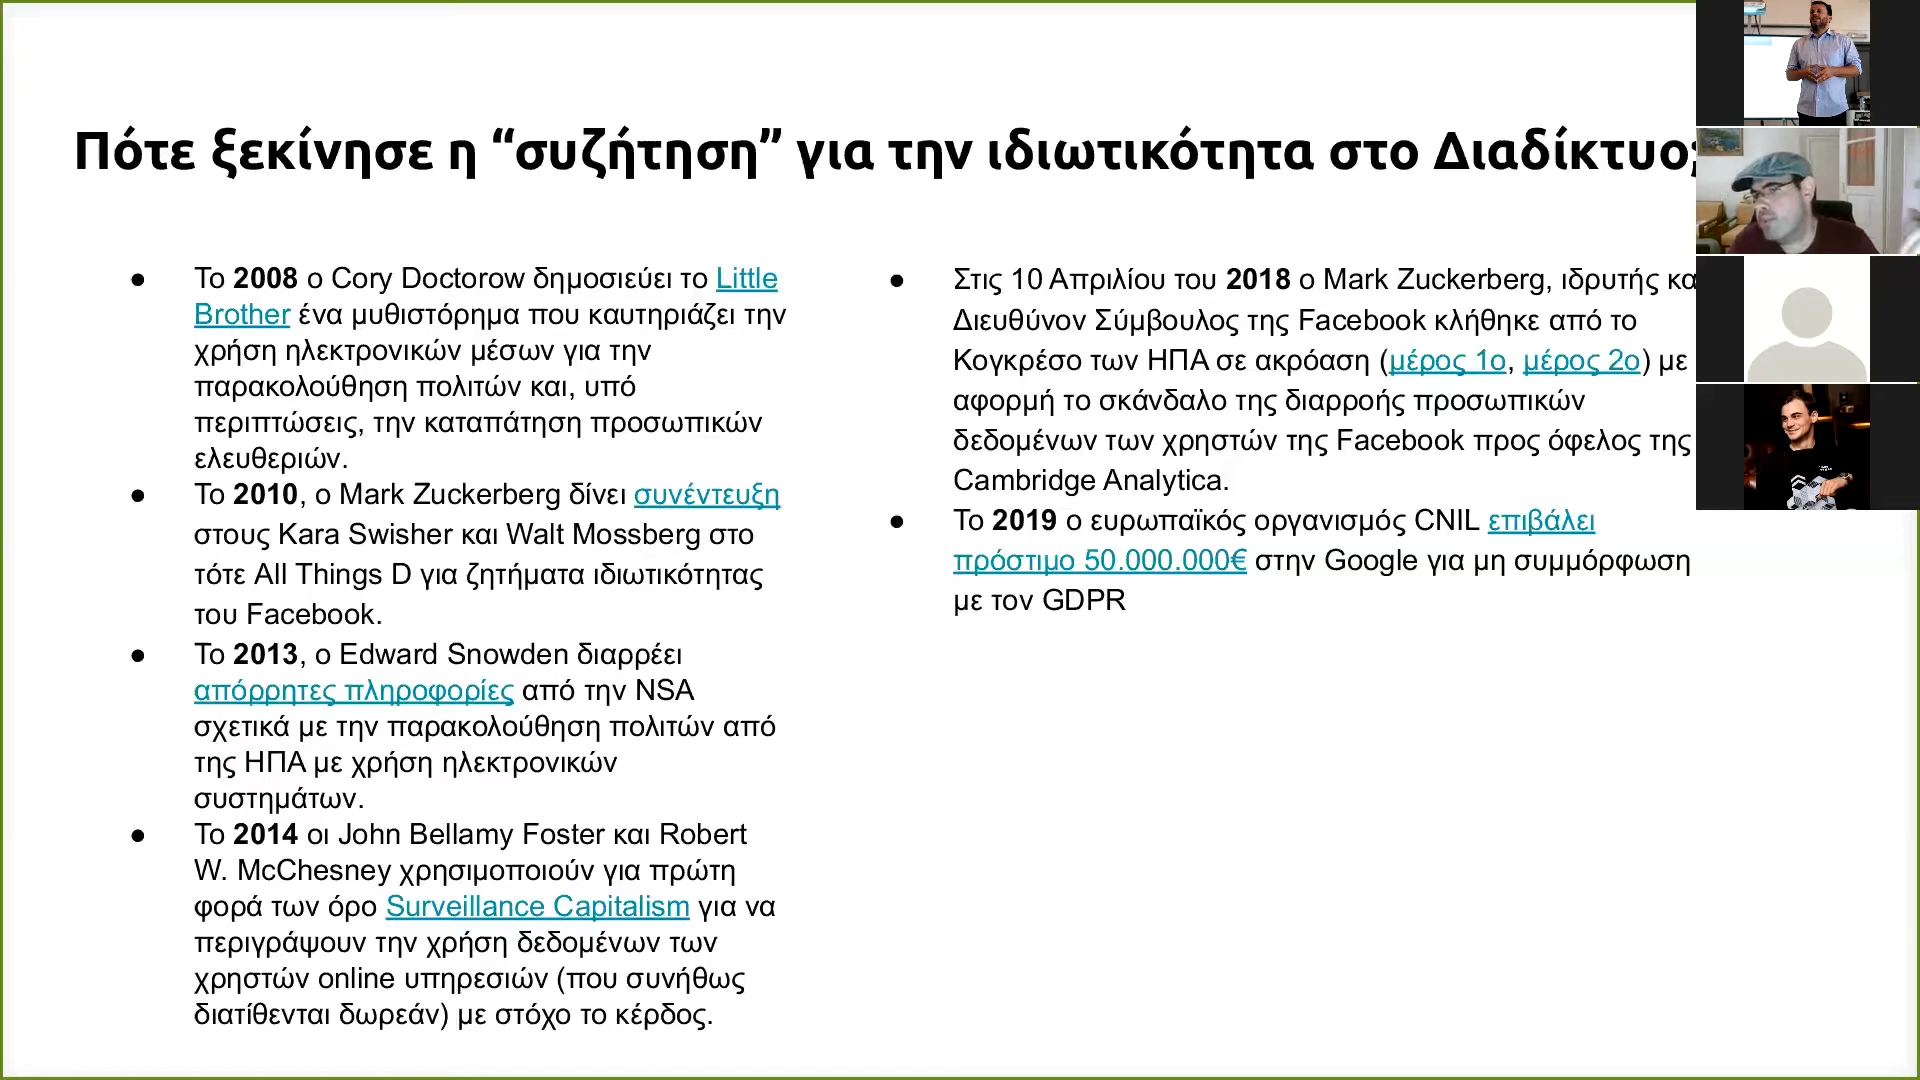 Πότε ξεκίνησε η “συζήτηση” για την ιδιωτικότητα στο Διαδίκτυο;
● Το 2008 ο Cory Doctorow δημοσιεύει το Little
Brother ένα μυθιστόρημα που καυτηριάζει την
χρήση ηλεκτρονικών μέσων για την
παρακολούθηση πολιτών και, υπό
περιπτώσεις, την καταπάτηση προσωπικών
ελευθεριών.
● Το 2010, ο Mark Zuckerberg δίνει συνέντευξη
στους Kara Swisher και Walt Mossberg στο
τότε All Things D για ζητήματα ιδιωτικότητας
του Facebook.
● Το 2013, ο Edward Snowden διαρρέει
απόρρητες πληροφορίες από την NSA
σχετικά με την παρακολούθηση πολιτών από
της ΗΠΑ με χρήση ηλεκτρονικών
συστημάτων.
● Το 2014 οι John Bellamy Foster και Robert
W. McChesney χρησιμοποιούν για πρώτη
φορά των όρο Surveillance Capitalism για να
περιγράψουν την χρήση δεδομένων των
χρηστών online υπηρεσιών (που συνήθως
διατίθενται δωρεάν) με στόχο το κέρδος.
● Στις 10 Απριλίου του 2018 ο Mark Zuckerberg, ιδρυτής κα
Διευθύνον Σύμβουλος της Facebook κλήθηκε από το
Κογκρέσο των ΗΠΑ σε ακρόαση (μέρος 1ο, μέρος 2ο) με
αφορμή το σκάνδαλο της διαρροής προσωπικών
δεδομένων των χρηστών της Facebook προς όφελος της
Cambridge Analytica.
● Το 2019 ο ευρωπαϊκός οργανισμός CNIL επιβάλει
πρόστιμο 50.000.000€ στην Google για μη συμμόρφωση
με τον GDPR